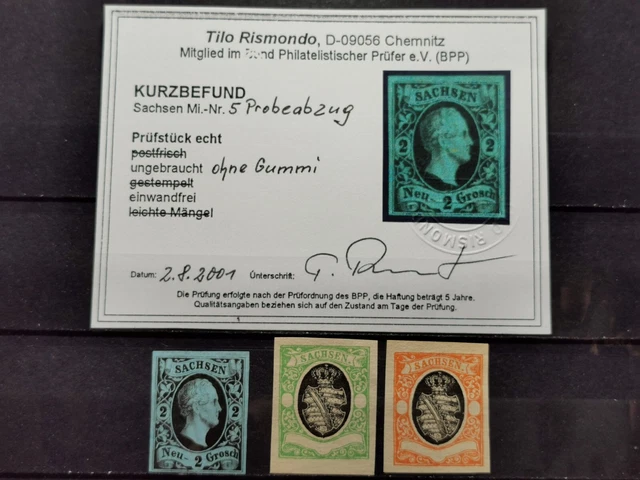 Tilo Rismondo, D-09056 Chemnitz
Mitglied im Bund Philatelistischer Prüfer e.V. (BPP)
KURZBEFUND
Sachsen Mi.-Nr. 5 Probeabzug
Prüfstück echt
postfrisch
ungebraucht ohne Gummi
gestempelt
einwandfrei
leichte Mängel
SACHSEN
2 2
Neu- 2 Grosch
RISMON
Datum: 2.8.2001 Unterschrift:
Die Prüfung erfolgte nach der Prüfordnung des BPP, die Haftung beträgt 5 Jahre.
Qualitätsangaben beziehen sich auf den Zustand am Tage der Prüfung.
SACHSEN
2 2
Neu- 2 Grosch
SACHSEN
SACHSEN